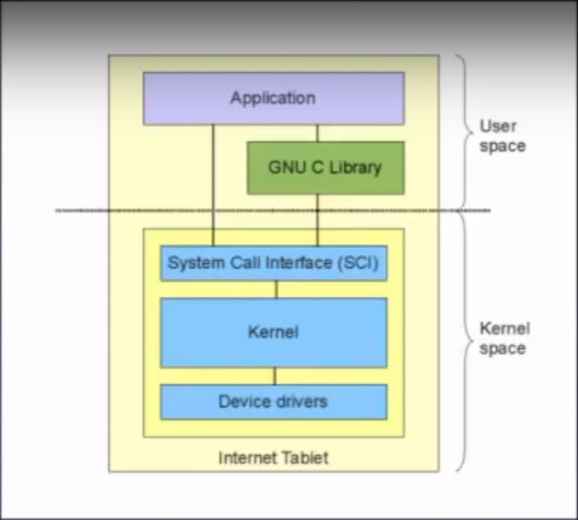 Application
User
space
GNU C Library
System Call Interface (SCI)
Kernel
Kernel
space
Device drivers
Internet Tablet